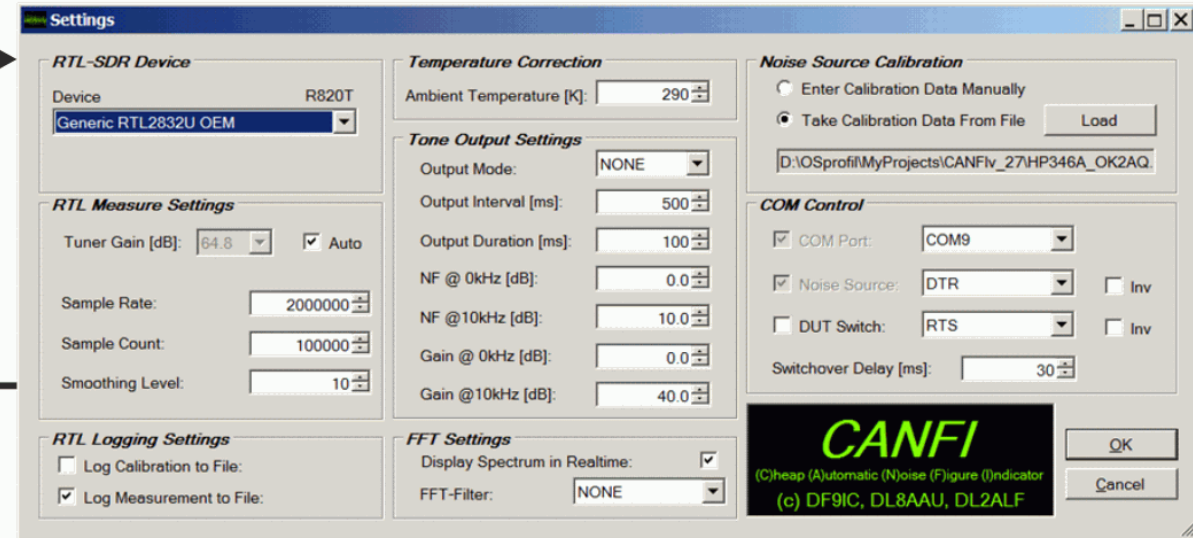 Settings
RTL-SDR Device
Device R820T
Generic RTL2832U OEM
RTL Measure Settings
Tuner Gain [dB]: 64.8 Auto
Sample Rate: 2000000
Sample Count: 100000
Smoothing Level: 10
RTL Logging Settings
Log Calibration to File:
Log Measurement to File:
Temperature Correction
Ambient Temperature [K]: 290
Tone Output Settings
Output Mode: NONE
Output Interval [ms]: 500
Output Duration [ms]: 100
NF @ 0kHz [dB]: 0.0
NF @10kHz [dB]: 10.0
Gain @ 0kHz [dB]: 0.0
Gain @10kHz [dB]: 40.0
FFT Settings
Display Spectrum in Realtime:
FFT-Filter: NONE
Noise Source Calibration
Enter Calibration Data Manually
Take Calibration Data From File Load
D:\OSprofil\MyProjects\CANFIv_27\HP346A_OK2AQ.
COM Control
COM Port: COM9
Noise Source: DTR Inv
DUT Switch: RTS Inv
Switchover Delay [ms]: 30
CANFI
(C)heap (A)utomatic (N)oise (F)igure (I)ndicator
(c) DF9IC, DL8AAU, DL2ALF
OK
Cancel